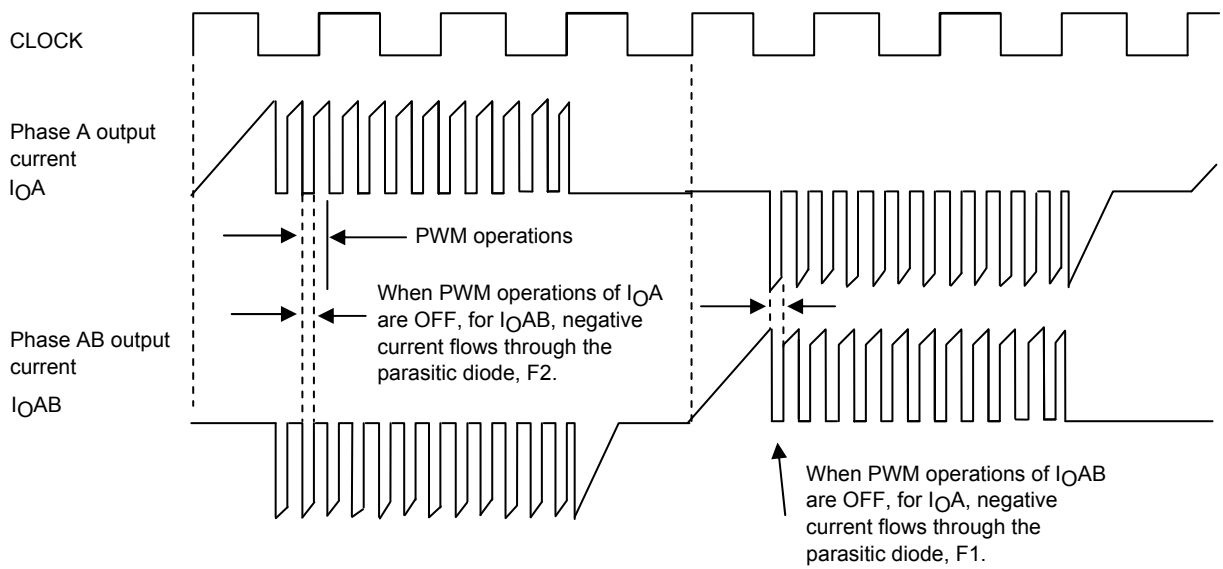 CLOCK
Phase A output
current
IOA
PWM operations
When PWM operations of IOA
are OFF, for IOAB, negative
current flows through the
parasitic diode, F2.
Phase AB output
current
IOAB
When PWM operations of IOAB
are OFF, for IOA, negative
current flows through the
parasitic diode, F1.